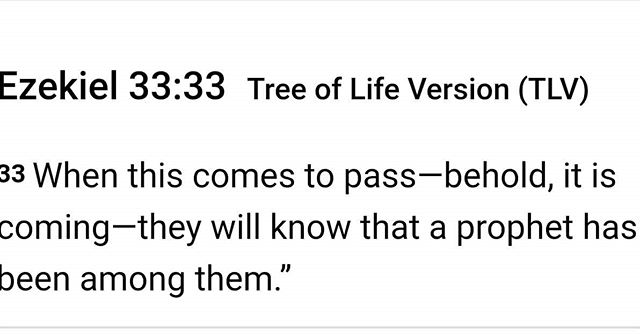 Ezekiel 33:33 Tree of Life Version (TLV)
33 When this comes to pass—behold, it is
coming—they will know that a prophet has
been among them.”